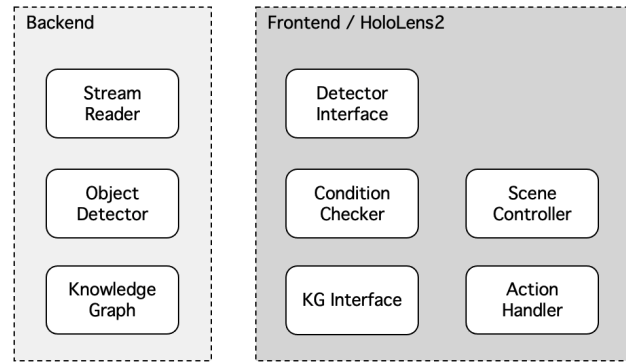 Backend
Stream
Reader
Object
Detector
Knowledge
Graph
Frontend / HoloLens2
Detector
Interface
Condition
Checker
KG Interface
Scene
Controller
Action
Handler